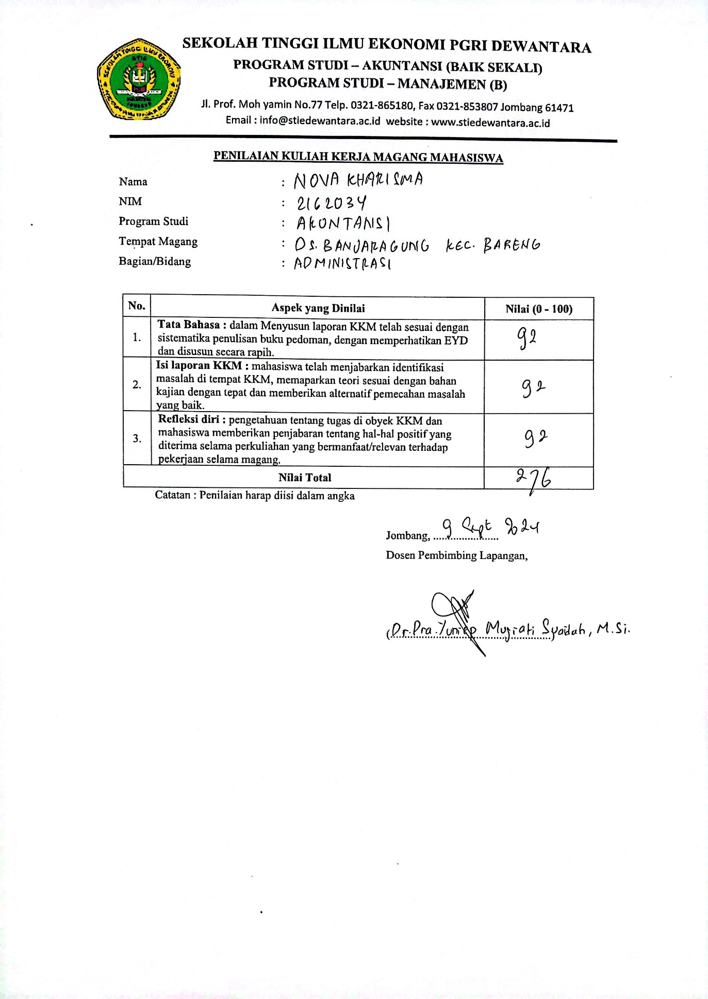 SEKOLAH TINGGI ILMU EKONOMI PGRI DEWANTARA
PROGRAM STUDI – AKUNTANSI (BAIK SEKALI)
PROGRAM STUDI – MANAJEMEN (B)
Jl. Prof. Moh yamin No.77 Telp. 0321-865180, Fax 0321-853807 Jombang 61471
Email : info@stiedewantara.ac.id website : www.stiedewantara.ac.id
PENILAIAN KULIAH KERJA MAGANG MAHASISWA
Nama : NOVA KHARISMA
NIM : 2162034
Program Studi : AKUNTANSI
Tempat Magang : DS. BANJARAGUNG KEC. BARENG
Bagian/Bidang : ADMINISTRASI
No. Aspek yang Dinilai Nilai (0 - 100)
1. Tata Bahasa : dalam Menyusun laporan KKM telah sesuai dengan
sistematika penulisan buku pedoman, dengan memperhatikan EYD
dan disusun secara rapih.
92
2. Isi laporan KKM : mahasiswa telah menjabarkan identifikasi
masalah di tempat KKM, memaparkan teori sesuai dengan bahan
kajian dengan tepat dan memberikan alternatif pemecahan masalah
yang baik.
92
3. Refleksi diri : pengetahuan tentang tugas di obyek KKM dan
mahasiswa memberikan penjabaran tentang hal-hal positif yang
diterima selama perkuliahan yang bermanfaat/relevan terhadap
pekerjaan selama magang.
92
Nilai Total 276
Catatan : Penilaian harap diisi dalam angka
Jombang, 9 Sept 2024
Dosen Pembimbing Lapangan,
(Dr. Dra. Yuniep Mujiati Syaidah, M.Si.